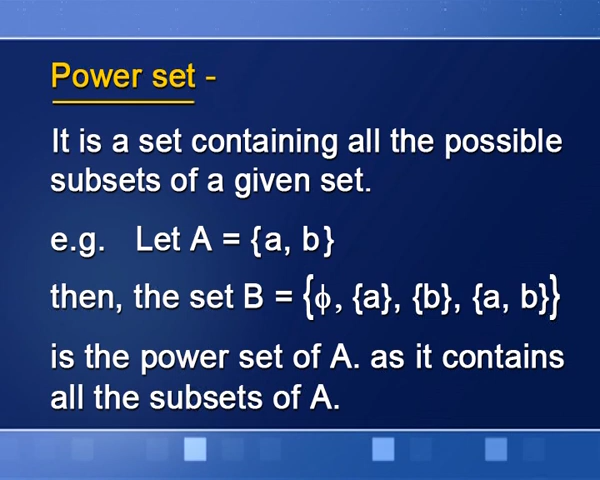 Power set -
It is a set containing all the possible
subsets of a given set.
e.g. Let A = {a, b}
then, the set B = {ϕ, {a}, {b}, {a, b}}
is the power set of A. as it contains
all the subsets of A.